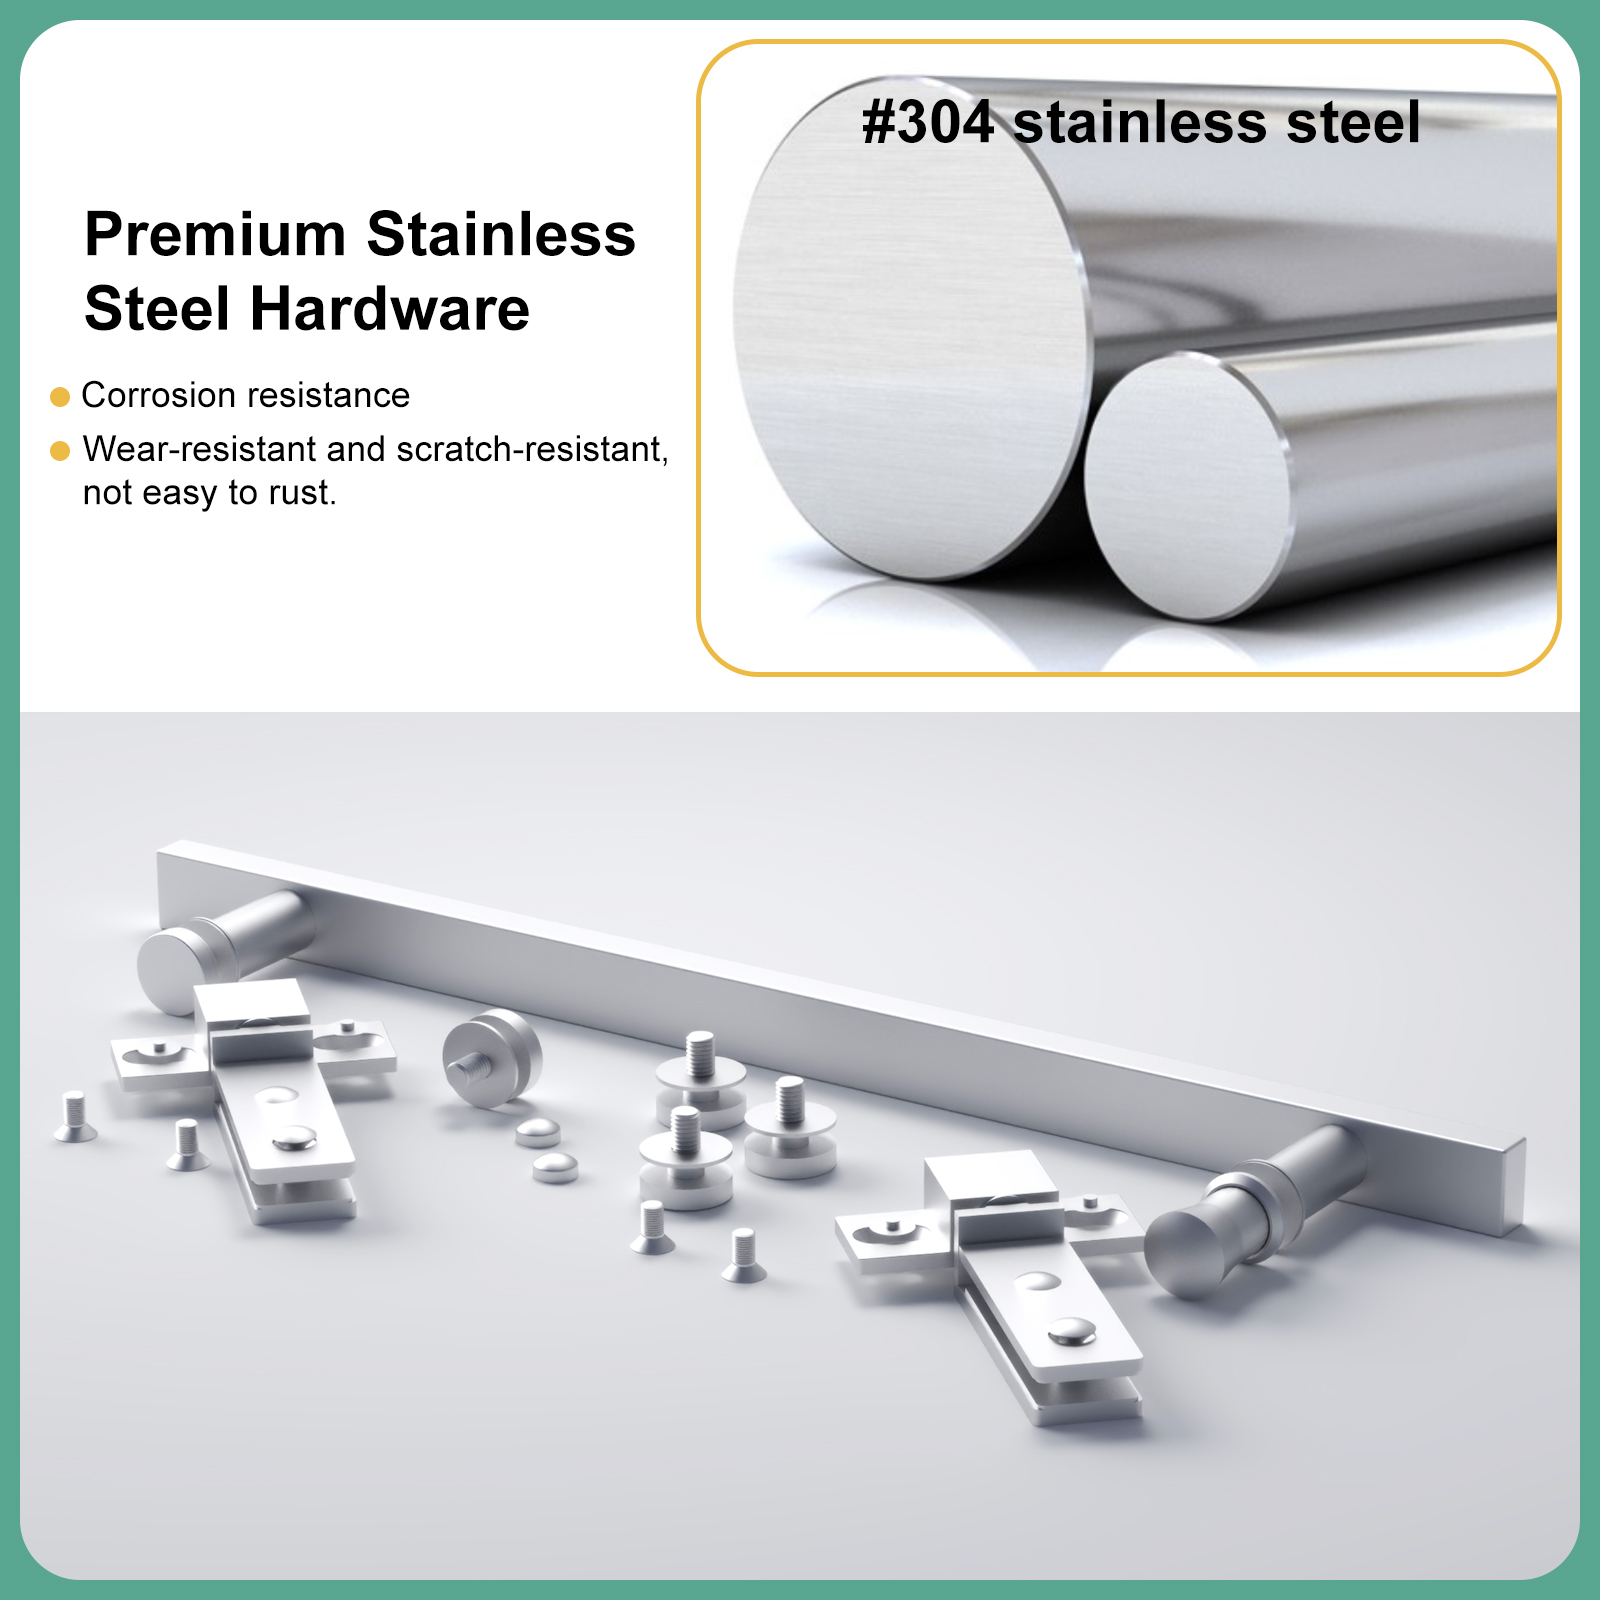 #304 stainless steel
Premium Stainless
Steel Hardware
Corrosion resistance
Wear-resistant and scratch-resistant,
not easy to rust.